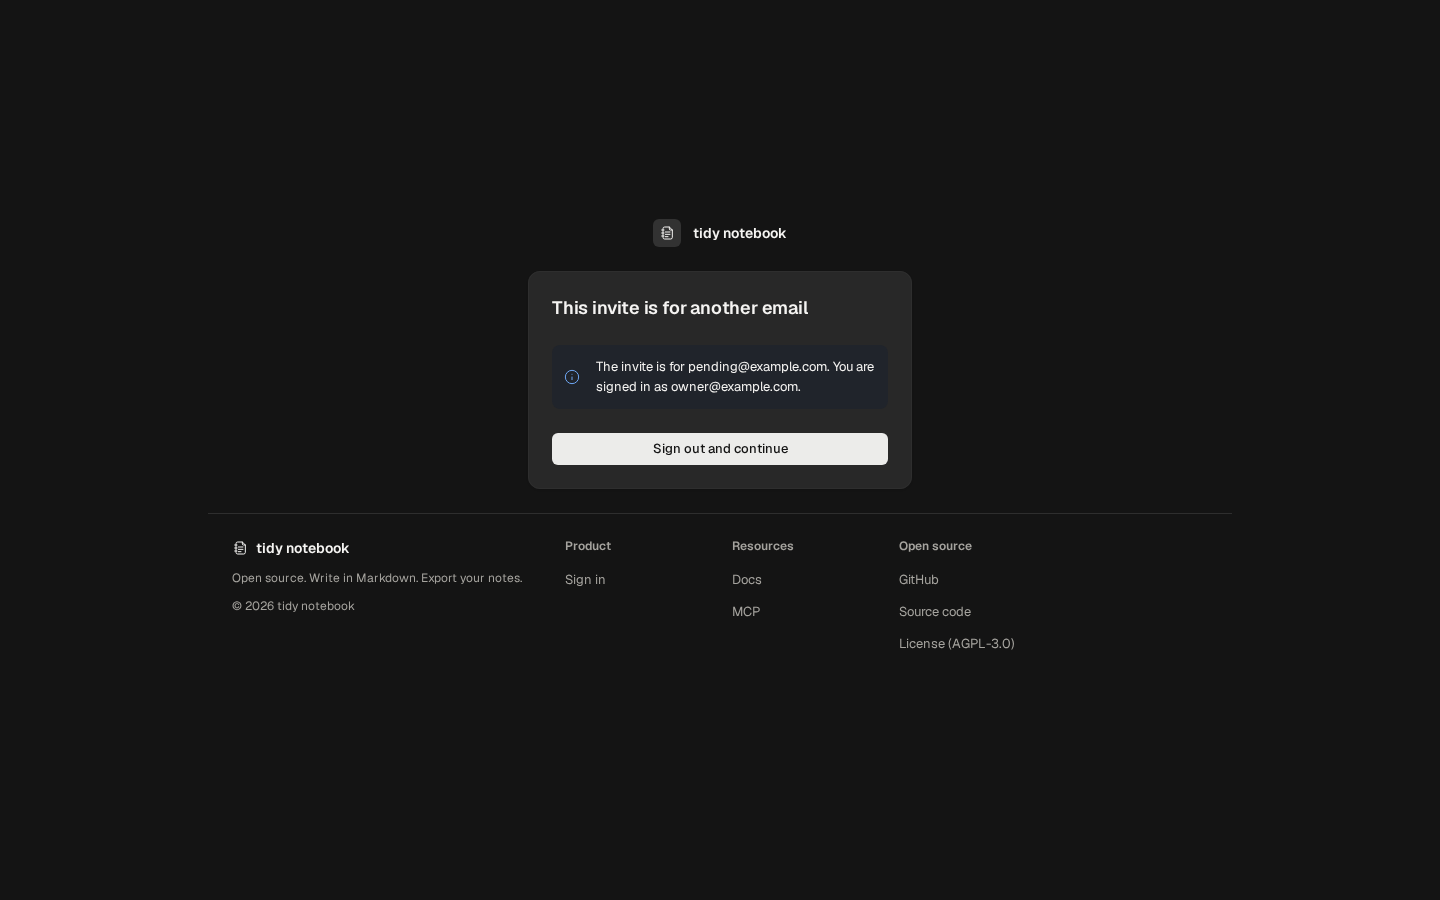 tidy notebook
This invite is for another email
The invite is for pending@example.com. You are
signed in as owner@example.com.
Sign out and continue
tidy notebook
Open source. Write in Markdown. Export your notes.
© 2026 tidy notebook
Product
Sign in
Resources
Docs
MCP
Open source
GitHub
Source code
License (AGPL-3.0)